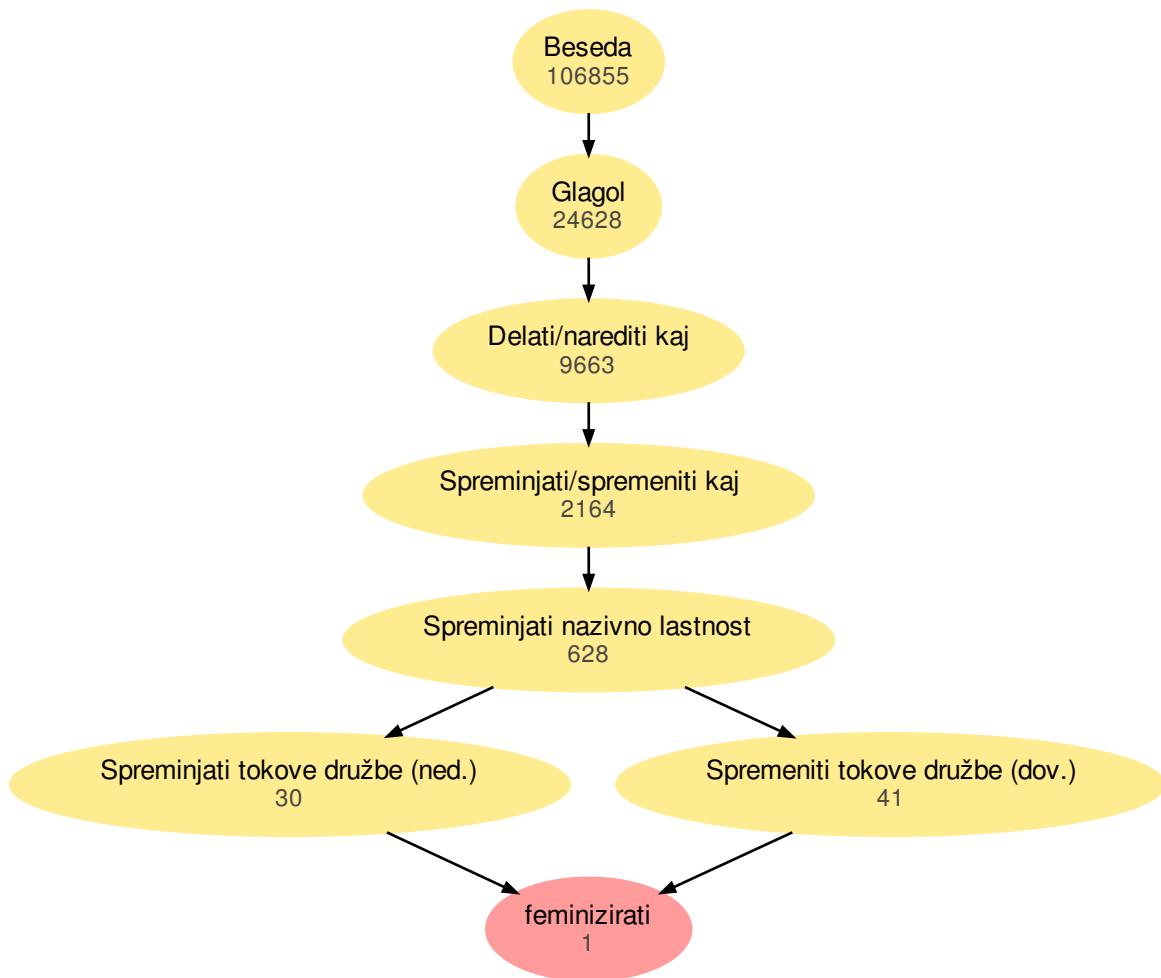 Beseda
106855
Glagol
24628
Delati/narediti kaj
9663
Spreminjati/spremeniti kaj
2164
Spreminjati nazivno lastnost
628
Spreminjati tokove družbe (ned.)
30
Spremeniti tokove družbe (dov.)
41
feminizirati
1